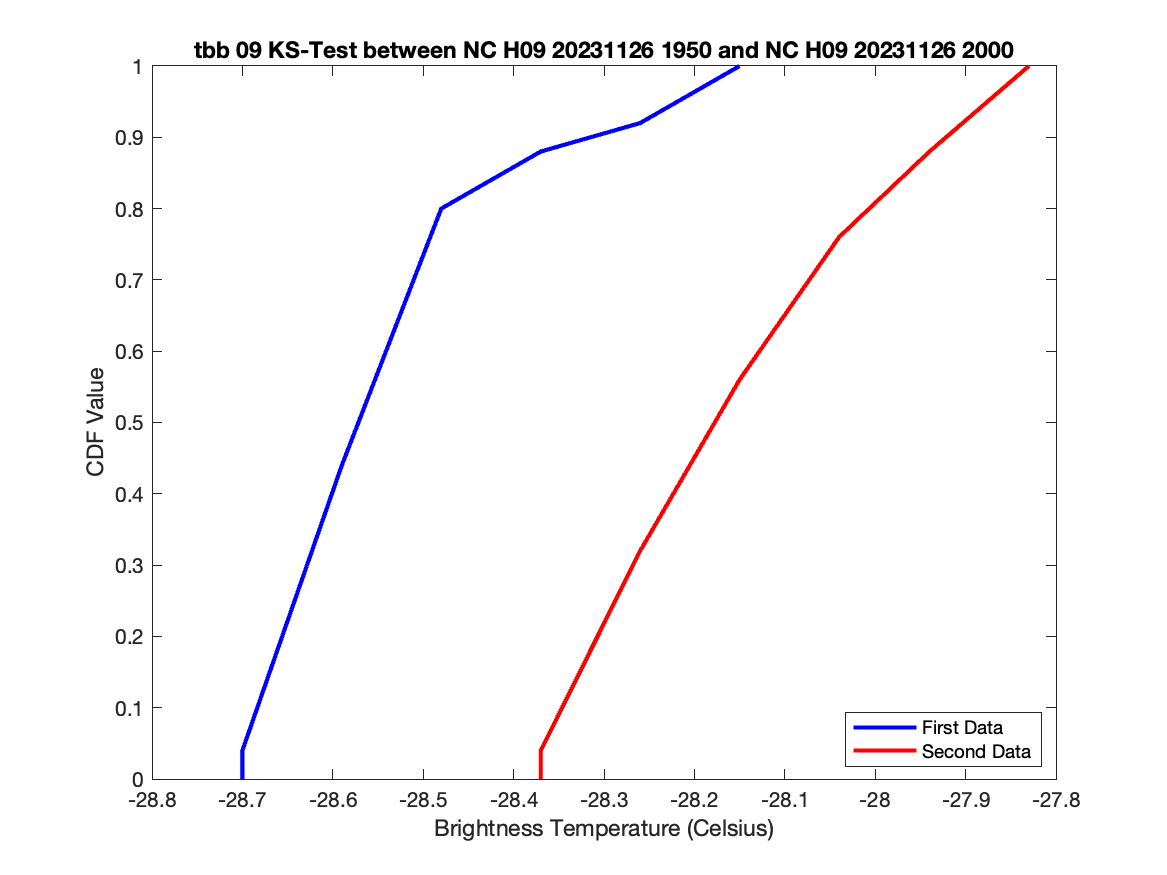 tbb 09 KS-Test between NC H09 20231126 1950 and NC H09 20231126 2000
1
0.9
0.8
0.7
0.6
0.5
0.4
0.3
0.2
0.1
0
CDF Value
First Data
Second Data
-28.8 -28.7 -28.6 -28.5 -28.4 -28.3 -28.2 -28.1 -28 -27.9 -27.8
Brightness Temperature (Celsius)